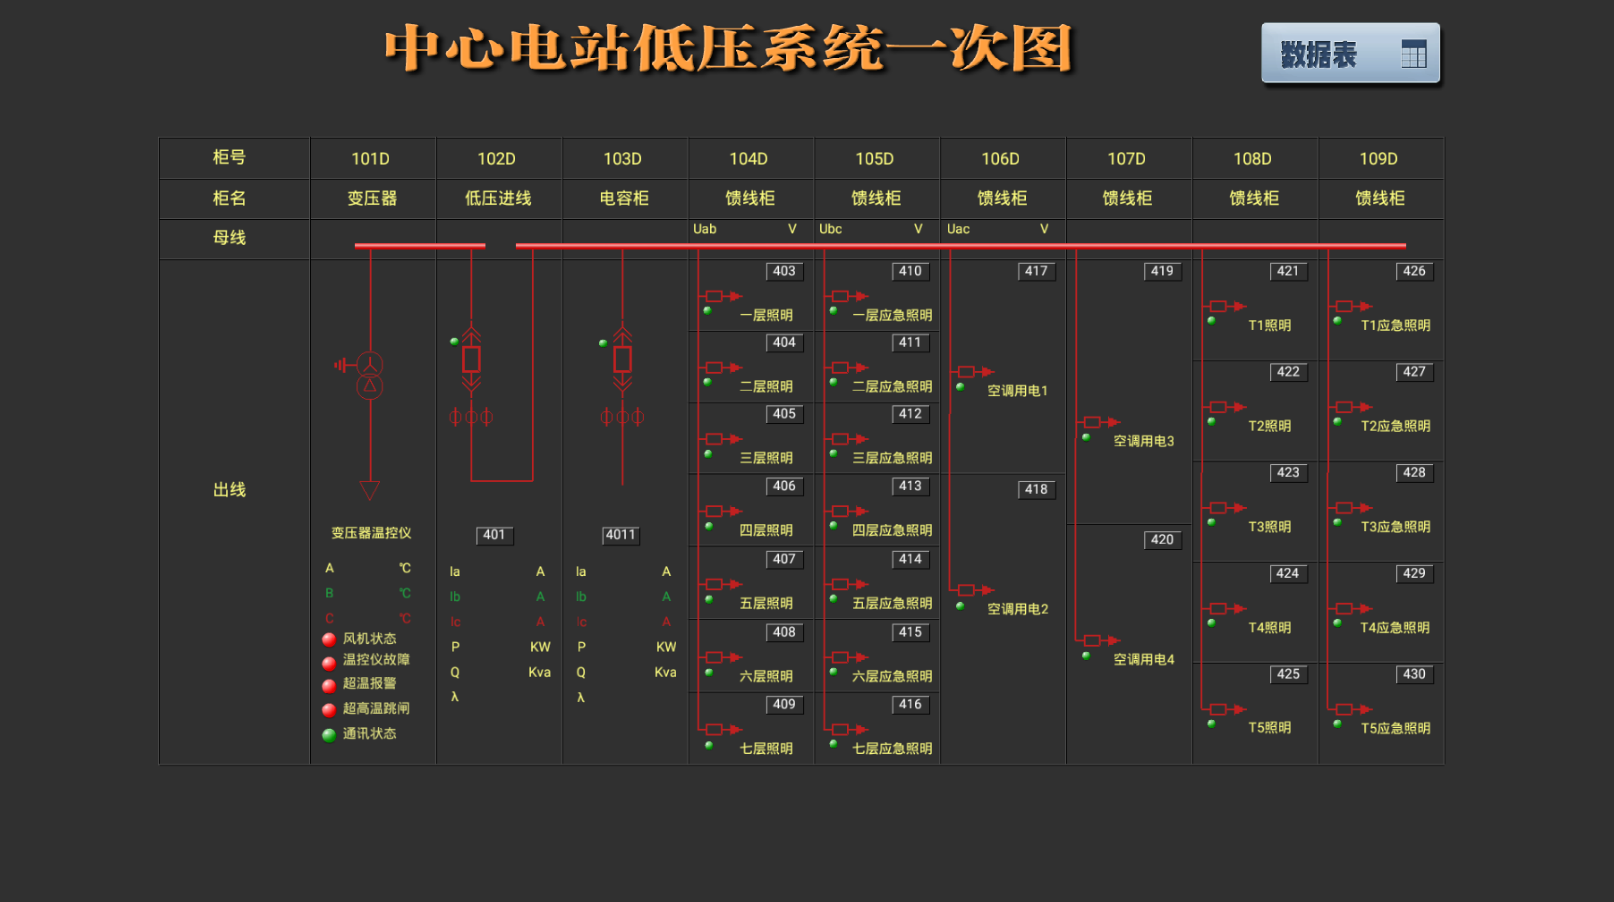 中心电站低压系统一次图
数据表
柜号 101D 102D 103D 104D 105D 106D 107D 108D 109D
柜名 变压器 低压进线 电容柜 馈线柜 馈线柜 馈线柜 馈线柜 馈线柜 馈线柜
母线 Uab V Ubc V Uac V
出线
变压器温控仪
A ℃
B ℃
C ℃
风机状态
温控仪故障
超温报警
超高温跳闸
通讯状态
401
Ia A
Ib A
Ic A
P KW
Q Kva
λ
4011
Ia A
Ib A
Ic A
P KW
Q Kva
λ
403
一层照明
404
二层照明
405
三层照明
406
四层照明
407
五层照明
408
六层照明
409
七层照明
410
一层应急照明
411
二层应急照明
412
三层应急照明
413
四层应急照明
414
五层应急照明
415
六层应急照明
416
七层应急照明
417
空调用电1
418
空调用电2
419
空调用电3
420
空调用电4
421
T1照明
422
T2照明
423
T3照明
424
T4照明
425
T5照明
426
T1应急照明
427
T2应急照明
428
T3应急照明
429
T4应急照明
430
T5应急照明